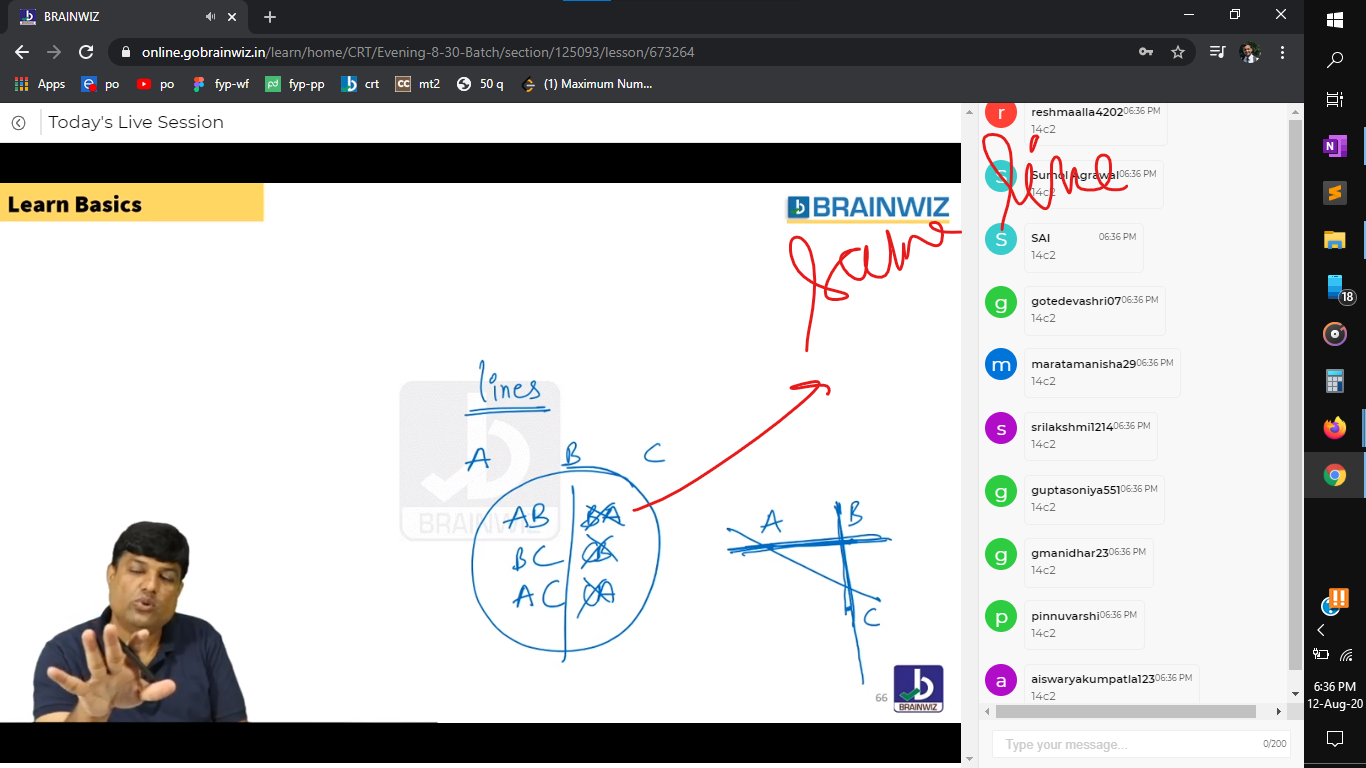 BRAINWIZ
online.gobrainwiz.in/learn/home/CRT/Evening-8-30-Batch/section/125093/lesson/673264
Apps po po fyp-wf fyp-pp crt CC mt2 50 q (1) Maximum Num...
Today's Live Session
Learn Basics
BRAINWIZ
Same line
lines
A B C
AB BA
BC CB
AC CA
A B
C
BRAINWIZ
66
BRAINWIZ
r reshmaalla4202 06:36 PM
14c2
S Sumol Agrawal 06:36 PM
14c2
S SAI 06:36 PM
14c2
g gotedevashri07 06:36 PM
14c2
m maratamanisha29 06:36 PM
14c2
s srilakshmi1214 06:36 PM
14c2
g guptasoniya551 06:36 PM
14c2
g gmanidhar23 06:36 PM
14c2
p pinnuvarshi 06:36 PM
14c2
a aiswaryakumpatla123 06:36 PM
14c2
Type your message... 0/200
N
18
6:36 PM
12-Aug-20